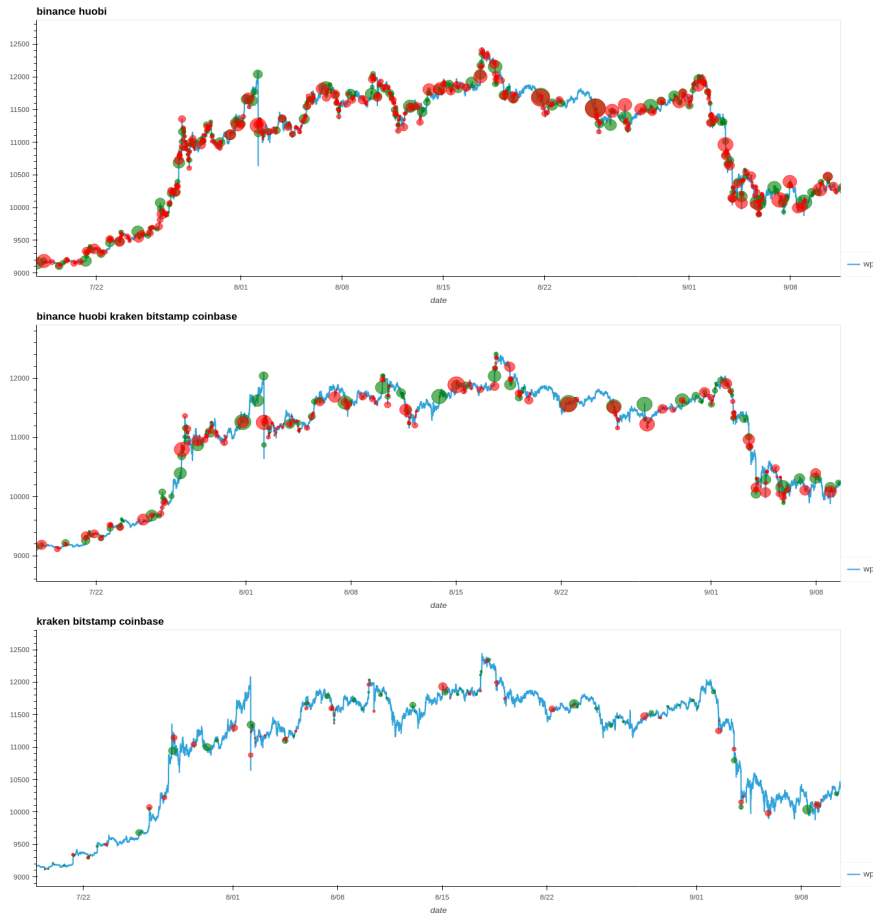 binance huobi
12500
12000
11500
11000
10500
10000
9500
9000
7/22 8/01 8/08 8/15 8/22 9/01 9/08
date
wp
binance huobi kraken bitstamp coinbase
12000
11000
10000
9000
7/22 8/01 8/08 8/15 8/22 9/01 9/08
date
wp
kraken bitstamp coinbase
12500
12000
11500
11000
10500
10000
9500
9000
7/22 8/01 8/08 8/15 8/22 9/01 9/08
date
wp